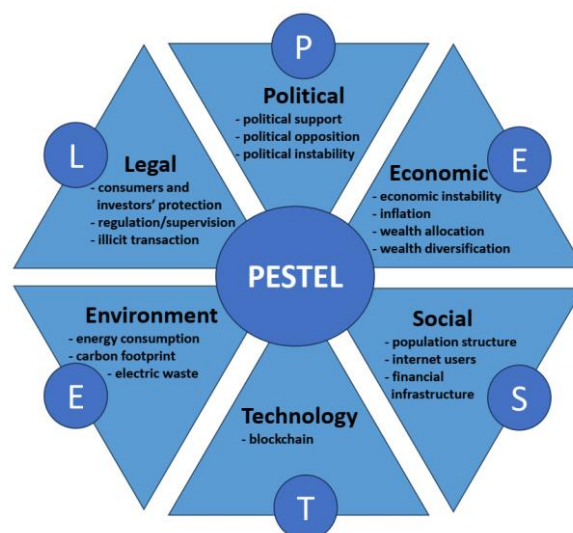 P
Political
- political support
- political opposition
- political instability
E
Economic
- economic instability
- inflation
- wealth allocation
- wealth diversification
S
Social
- population structure
- internet users
- financial
infrastructure
T
Technology
- blockchain
E
Environment
- energy consumption
- carbon footprint
- electric waste
L
Legal
- consumers and
investors’ protection
- regulation/supervision
- illicit transaction
PESTEL